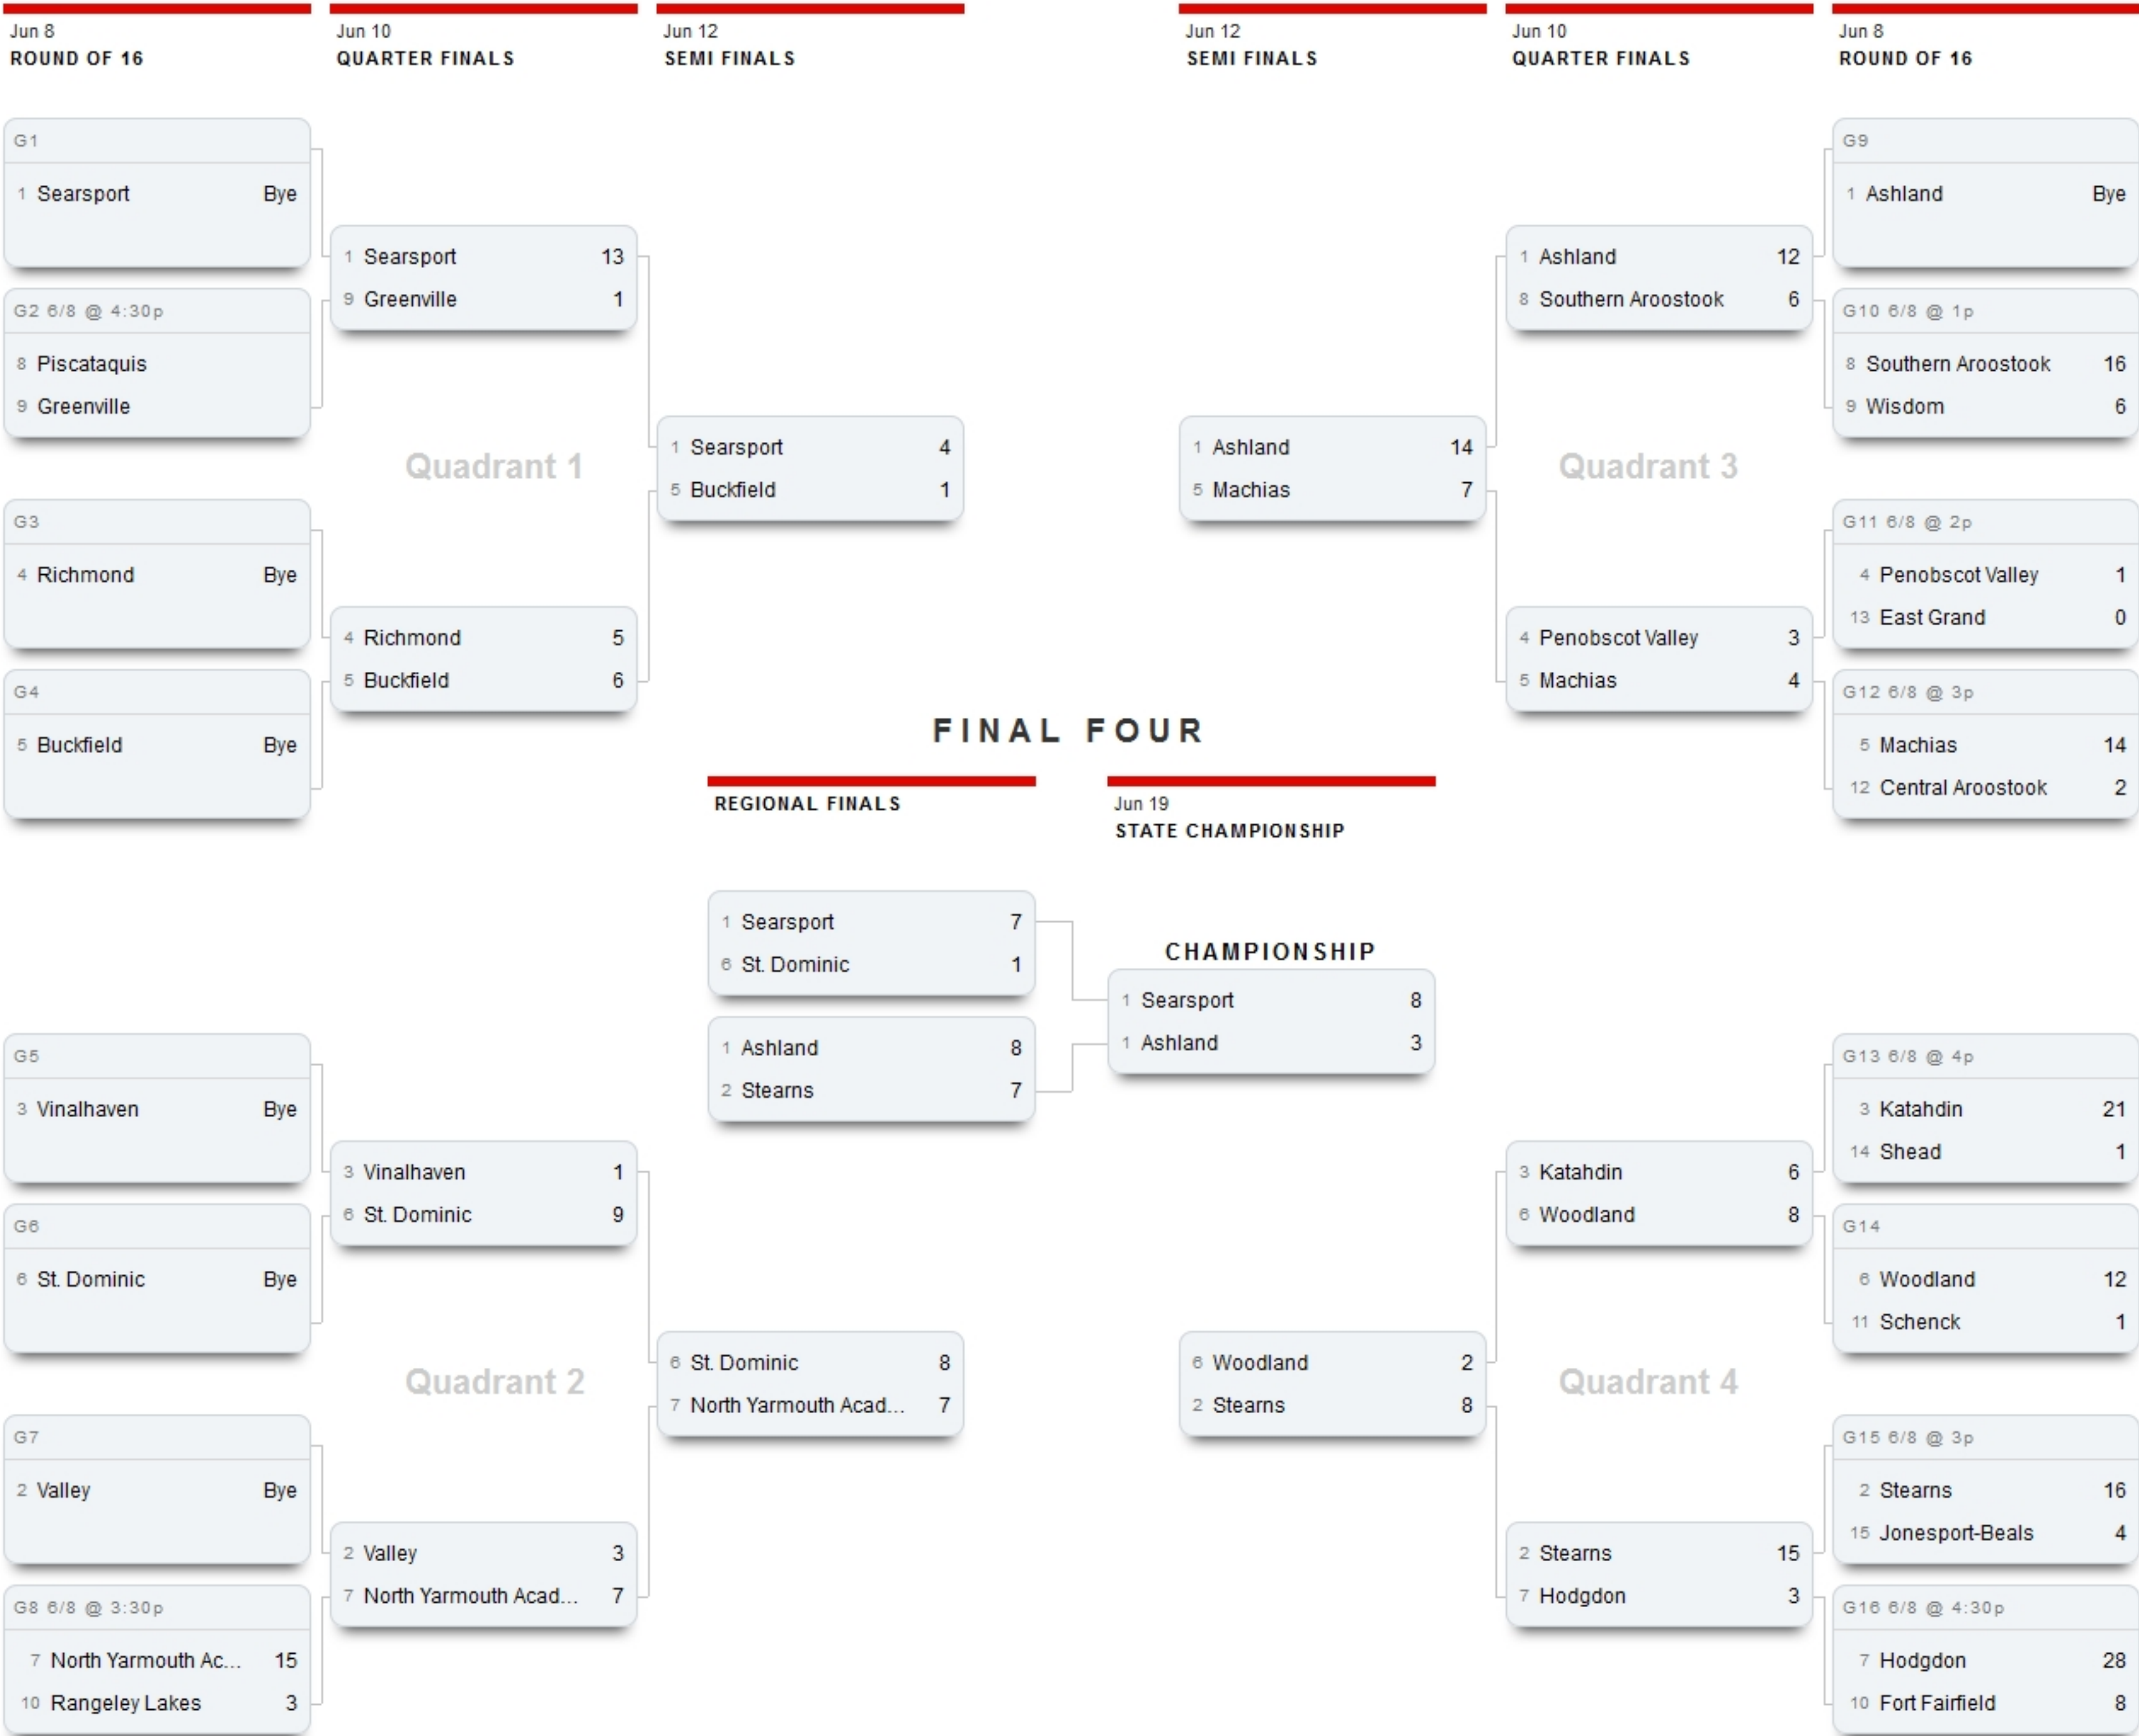 Jun 8
ROUND OF 16
Jun 10
QUARTER FINALS
Jun 12
SEMI FINALS
Jun 12
SEMI FINALS
Jun 10
QUARTER FINALS
Jun 8
ROUND OF 16
G1
1 Searsport Bye
G2 6/8 @ 4:30p
8 Piscataquis
9 Greenville
G3
4 Richmond Bye
G4
5 Buckfield Bye
1 Searsport 13
9 Greenville 1
Quadrant 1
4 Richmond 5
5 Buckfield 6
1 Searsport 4
5 Buckfield 1
1 Ashland 14
5 Machias 7
1 Ashland 12
8 Southern Aroostook 6
Quadrant 3
4 Penobscot Valley 3
5 Machias 4
G9
1 Ashland Bye
G10 6/8 @ 1p
8 Southern Aroostook 16
9 Wisdom 6
G11 6/8 @ 2p
4 Penobscot Valley 1
13 East Grand 0
G12 6/8 @ 3p
5 Machias 14
12 Central Aroostook 2
FINAL FOUR
REGIONAL FINALS
Jun 19
STATE CHAMPIONSHIP
1 Searsport 7
6 St. Dominic 1
1 Ashland 8
2 Stearns 7
CHAMPIONSHIP
1 Searsport 8
1 Ashland 3
G5
3 Vinalhaven Bye
G6
6 St. Dominic Bye
G7
2 Valley Bye
G8 6/8 @ 3:30p
7 North Yarmouth Ac... 15
10 Rangeley Lakes 3
3 Vinalhaven 1
6 St. Dominic 9
Quadrant 2
2 Valley 3
7 North Yarmouth Acad... 7
6 St. Dominic 8
7 North Yarmouth Acad... 7
6 Woodland 2
2 Stearns 8
3 Katahdin 6
6 Woodland 8
Quadrant 4
2 Stearns 15
7 Hodgdon 3
G13 6/8 @ 4p
3 Katahdin 21
14 Shead 1
G14
6 Woodland 12
11 Schenck 1
G15 6/8 @ 3p
2 Stearns 16
15 Jonesport-Beals 4
G16 6/8 @ 4:30p
7 Hodgdon 28
10 Fort Fairfield 8